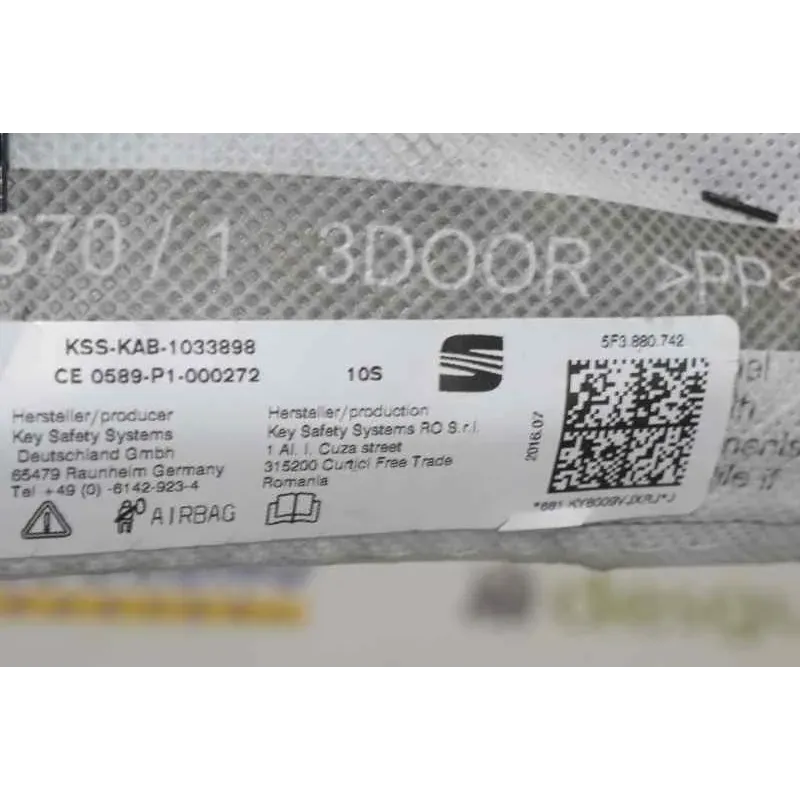 370 / 1 3DOOR >PP<
KSS-KAB-1033898
CE 0589-P1-000272 10S
5F3.880.742
2016.07
Hersteller/producer
Key Safety Systems
Deutschland Gmbh
65479 Raunheim Germany
Tel +49 (0) -6142-923-4
Hersteller/production
Key Safety Systems RO S.r.l.
1 Al. I. Cuza street
315200 Curtici Free Trade
Romania
AIRBAG